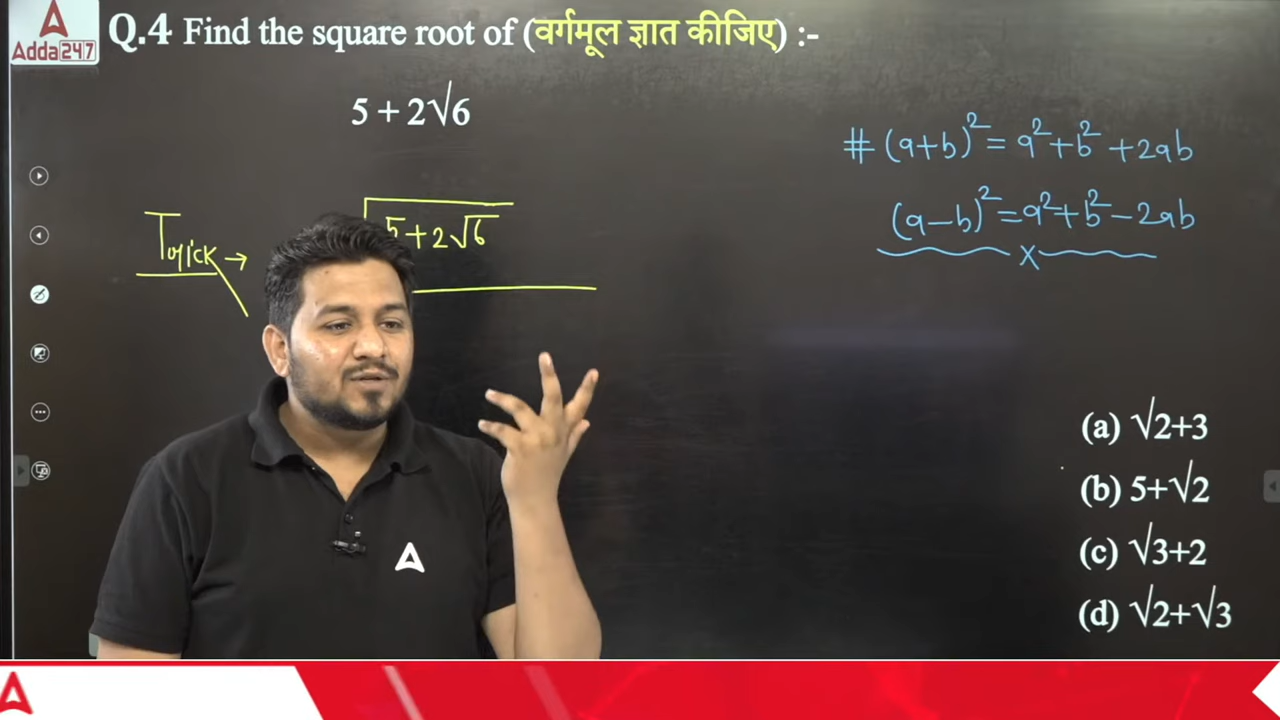 Adda247
Q.4 Find the square root of (वर्गमूल ज्ञात कीजिए) :-
5 + 2√6
# (a+b)² = a² + b² + 2ab
(a-b)² = a² + b² - 2ab
x
Trick →
√5+2√6
(a) √2+3
(b) 5+√2
(c) √3+2
(d) √2+√3